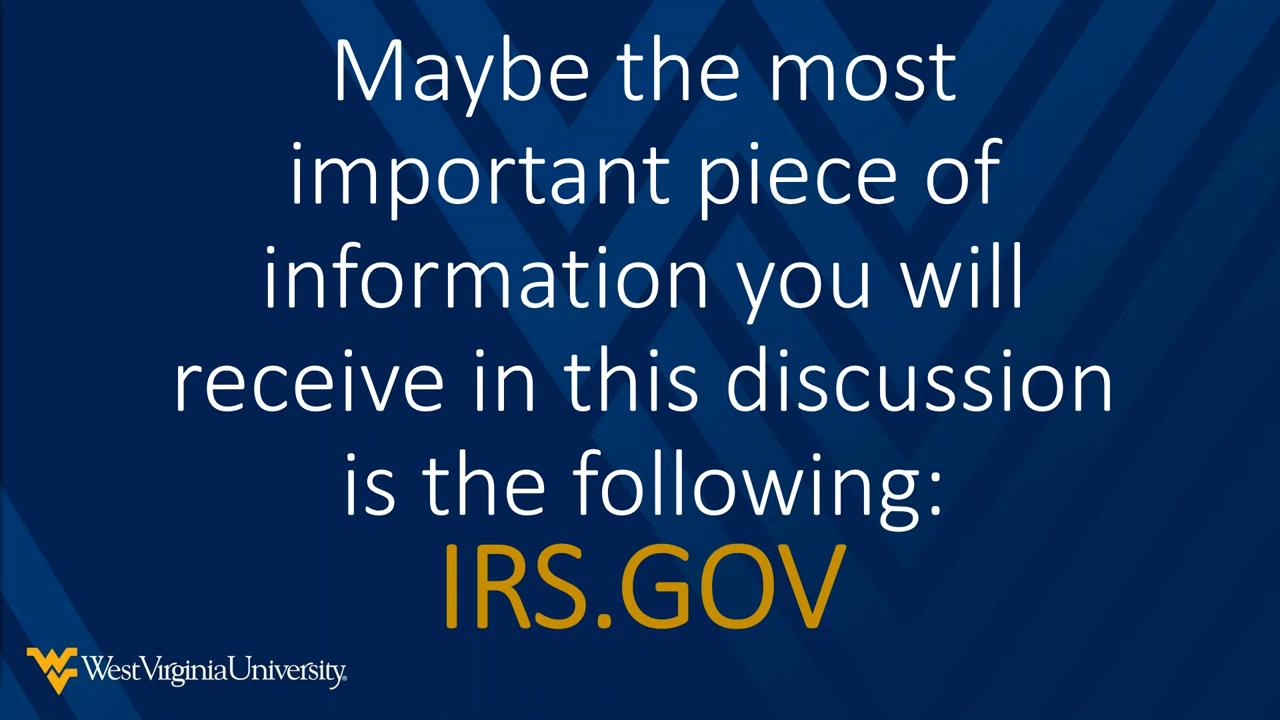 Maybe the most
important piece of
information you will
receive in this discussion
is the following:
IRS.GOV
WestVirginiaUniversity®